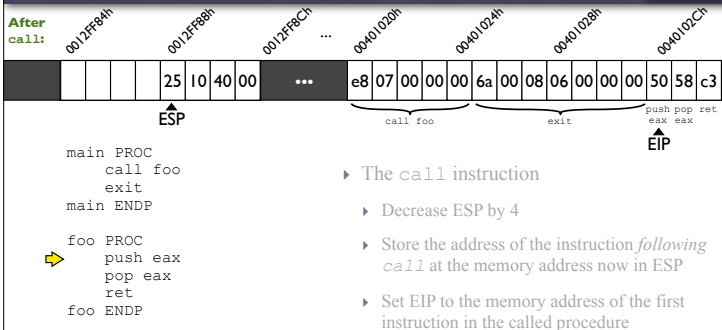 After
call:
0012FF84h
0012FF88h
0012FF8Ch
...
00401020h
00401024h
00401028h
0040102Ch
25 10 40 00 ... e8 07 00 00 00 6a 00 08 06 00 00 00 50 58 c3
ESP
call foo
exit
push pop ret
eax eax
EIP
main PROC
call foo
exit
main ENDP
foo PROC
push eax
pop eax
ret
foo ENDP
▸ The call instruction
▸ Decrease ESP by 4
▸ Store the address of the instruction following
call at the memory address now in ESP
▸ Set EIP to the memory address of the first
instruction in the called procedure